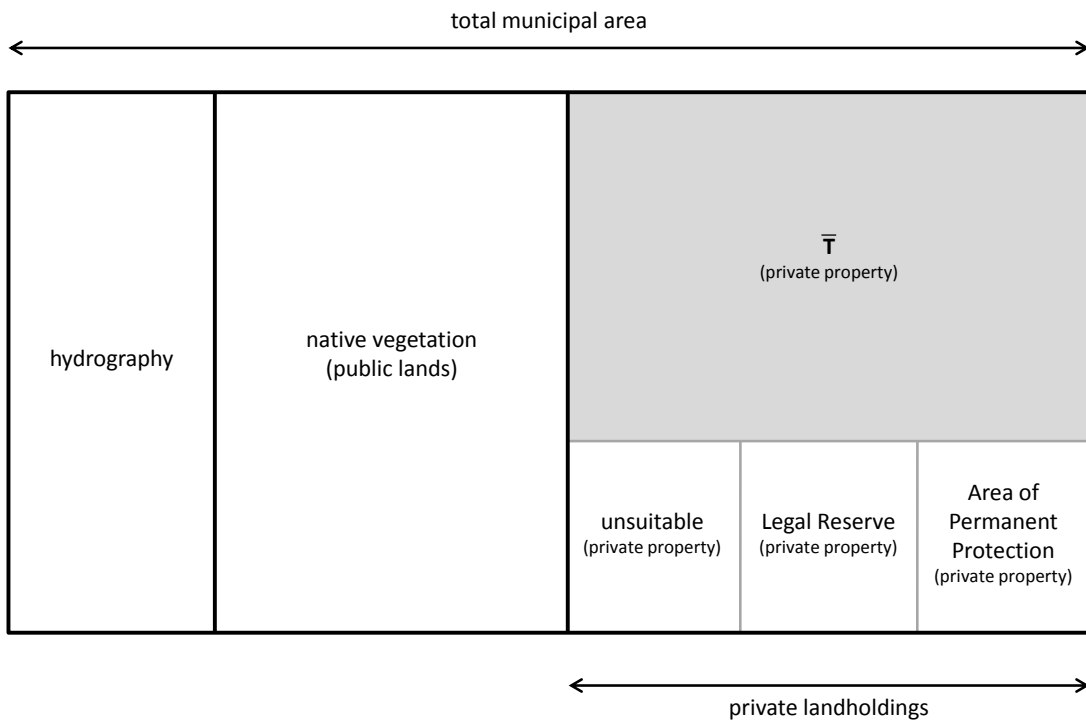 total municipal area
hydrography
native vegetation
(public lands)
T̅
(private property)
unsuitable
(private property)
Legal Reserve
(private property)
Area of
Permanent
Protection
(private property)
private landholdings